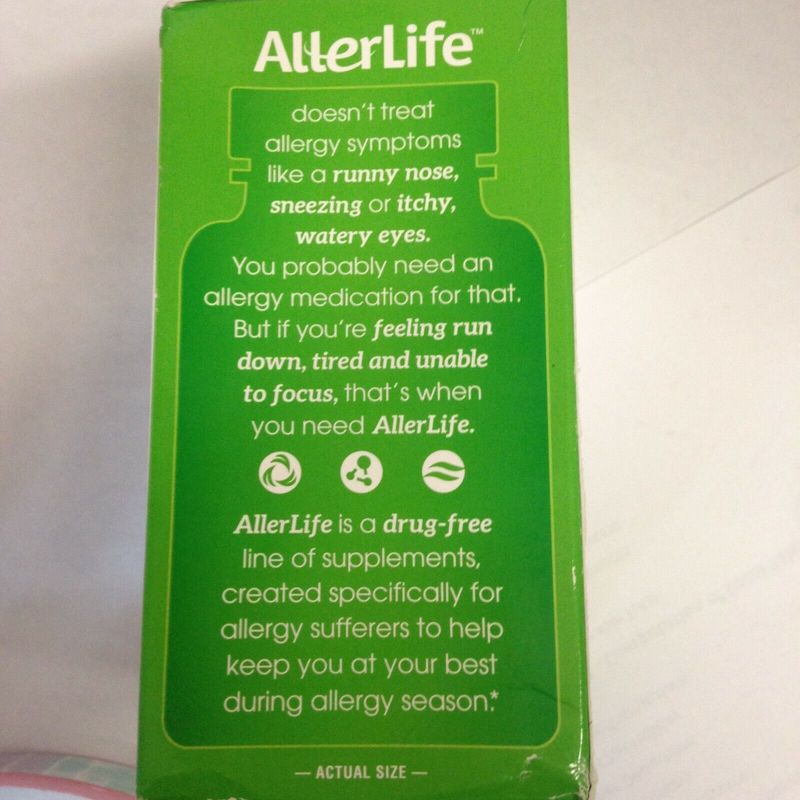 AllerLife™
doesn't treat
allergy symptoms
like a runny nose,
sneezing or itchy,
watery eyes.
You probably need an
allergy medication for that.
But if you're feeling run
down, tired and unable
to focus, that's when
you need AllerLife.
AllerLife is a drug-free
line of supplements,
created specifically for
allergy sufferers to help
keep you at your best
during allergy season.*
— ACTUAL SIZE —